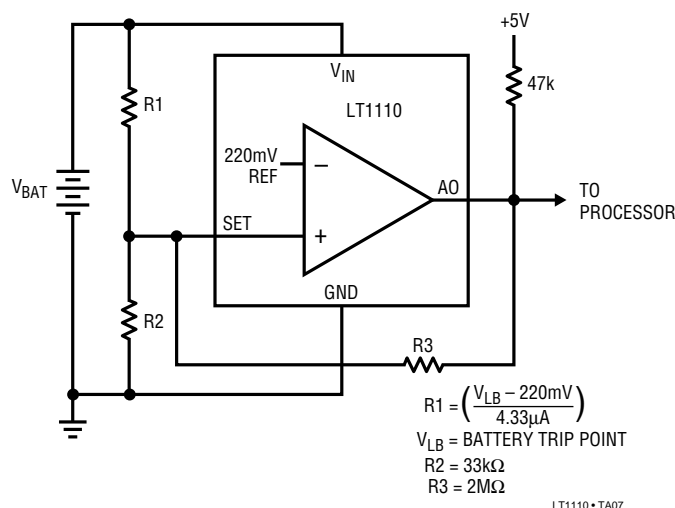 +5V
47k
V_IN
LT1110
R1
220mV
REF
−
AO
TO
PROCESSOR
V_BAT
SET
+
GND
R2
R3
R1 = (V_LB – 220mV / 4.33µA)
V_LB = BATTERY TRIP POINT
R2 = 33kΩ
R3 = 2MΩ
LT1110 • TA07